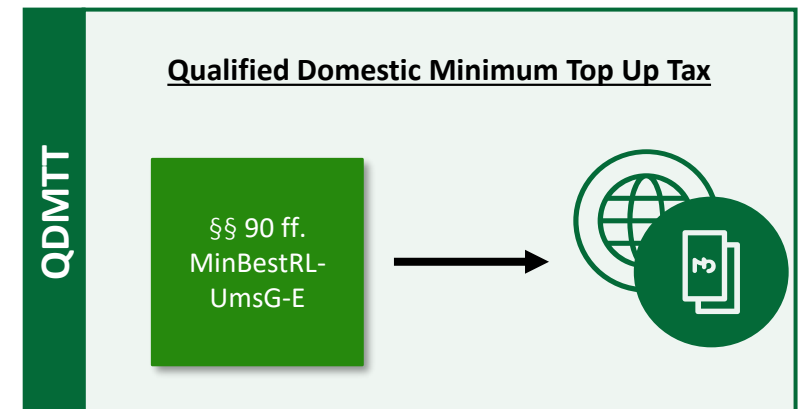 QDMTT
Qualified Domestic Minimum Top Up Tax
§§ 90 ff.
MinBestRL-
UmsG-E